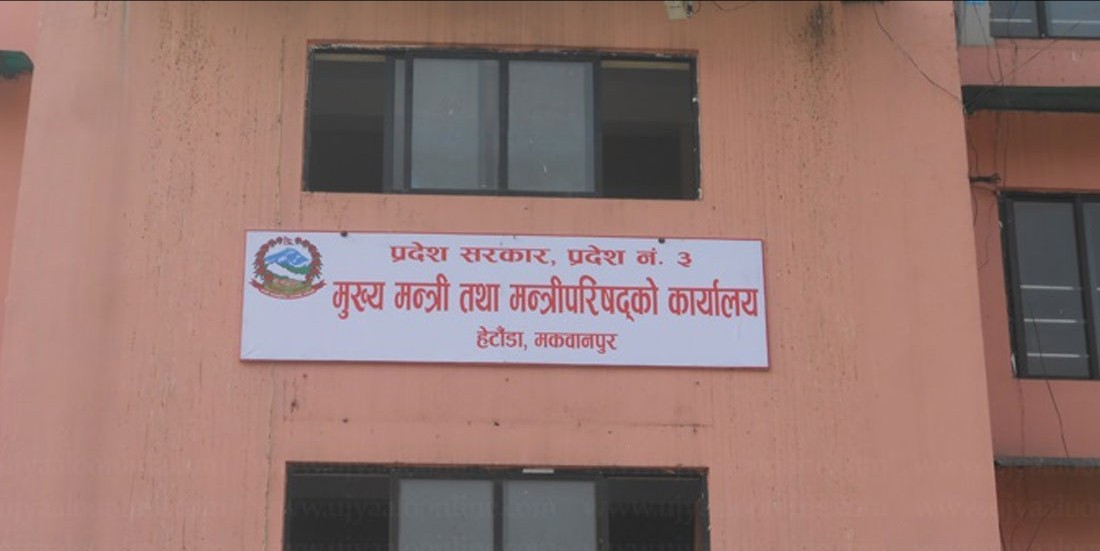 प्रदेश सरकार, प्रदेश नं. ३
मुख्य मन्त्री तथा मन्त्रीपरिषद्को कार्यालय
हेटौंडा, मकवानपुर